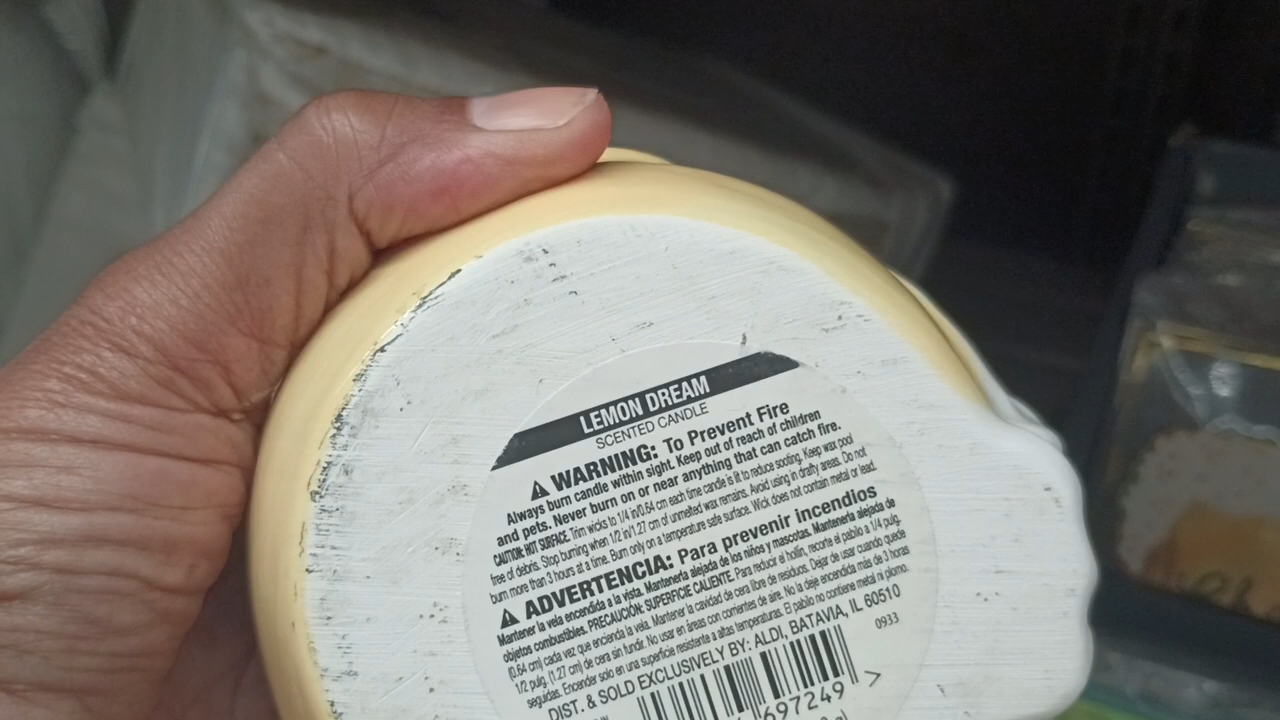 LEMON DREAM
SCENTED CANDLE
WARNING: To Prevent Fire
Always burn candle within sight. Keep out of reach of children
and pets. Never burn on or near anything that can catch fire.
CAUTION: HOT SURFACE. Trim wicks to 1/4 in/0.64 cm each time candle is lit to reduce sooting. Keep wax pool
free of debris. Stop burning when 1/2 in/1.27 cm of unmelted wax remains. Avoid using in drafty areas. Do not
burn more than 3 hours at a time. Burn only on a temperature safe surface. Wick does not contain metal or lead.
ADVERTENCIA: Para prevenir incendios
Mantener la vela encendida a la vista. Mantenerla alejada de los niños y mascotas. Mantenerla alejada de
objetos combustibles. PRECAUCIÓN: SUPERFICIE CALIENTE. Para reducir el hollín, recorte el pabilo a 1/4 pulg.
(0.64 cm) cada vez que encienda la vela. Mantener la cavidad de cera libre de residuos. Dejar de usar cuando quede
1/2 pulg. (1.27 cm) de cera sin fundir. No usar en áreas con corrientes de aire. No la deje encendida más de 3 horas
seguidas. Encender solo en una superficie resistente a altas temperaturas. El pabilo no contiene metal ni plomo.
DIST. & SOLD EXCLUSIVELY BY: ALDI, BATAVIA, IL 60510
0933
697249 >